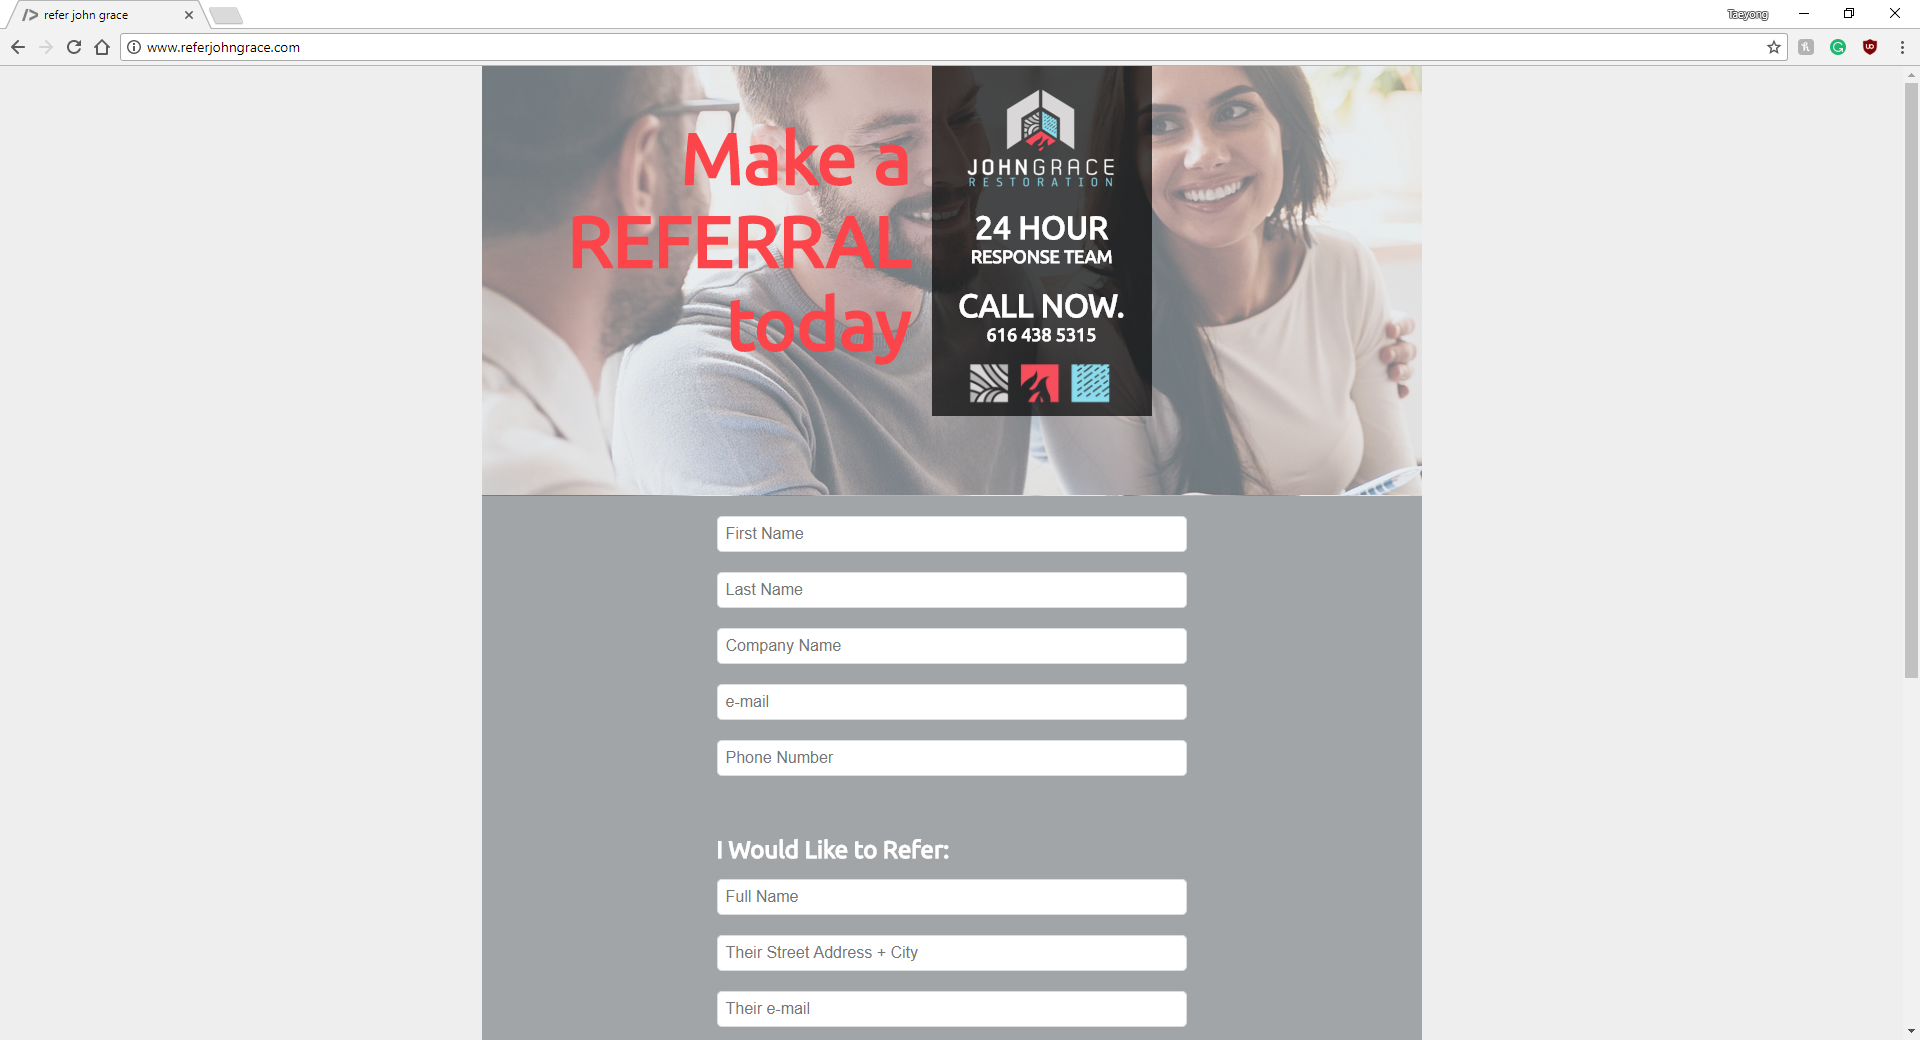 refer john grace
Taeyong
www.referjohngrace.com
Make a
REFERRAL
today
JOHNGRACE
RESTORATION
24 HOUR
RESPONSE TEAM
CALL NOW.
616 438 5315
First Name
Last Name
Company Name
e-mail
Phone Number
I Would Like to Refer:
Full Name
Their Street Address + City
Their e-mail